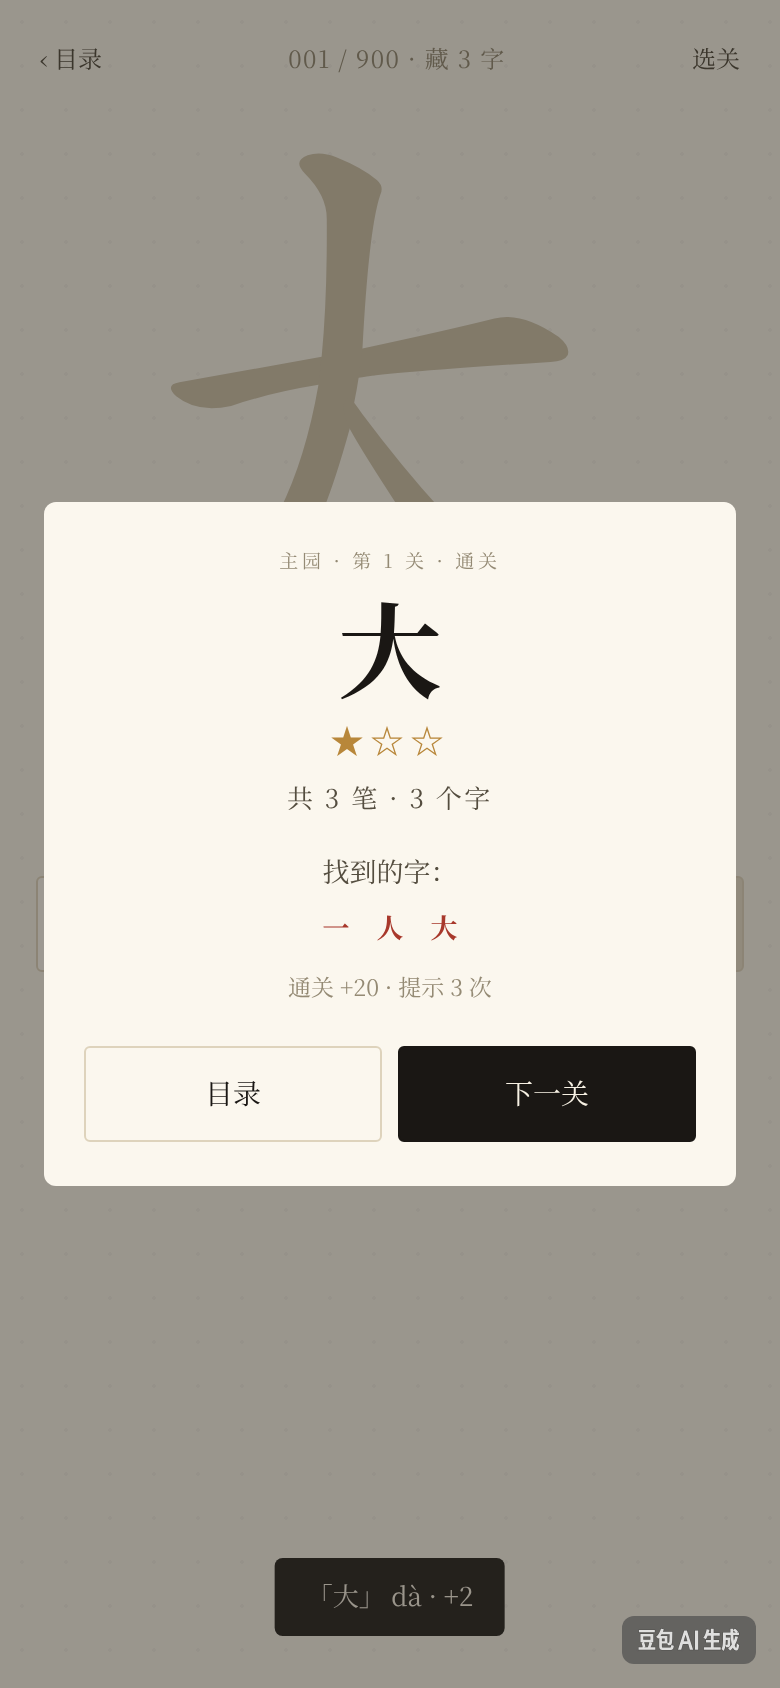 ‹ 目录 001 / 900 · 藏 3 字 选关
大
主园 · 第 1 关 · 通关
大
★☆☆
共 3 笔 · 3 个字
找到的字：
一 人 大
通关 +20 · 提示 3 次
目录 下一关
「大」 dà · +2
豆包 AI 生成